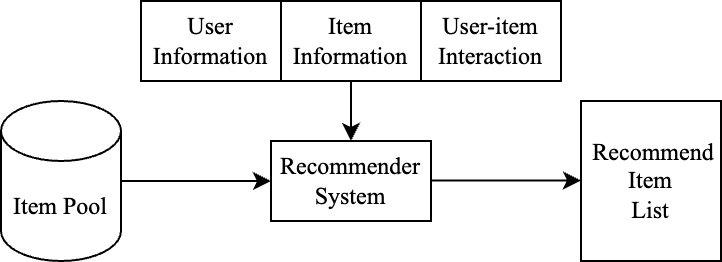 User
Information
Item
Information
User-item
Interaction
Item Pool
Recommender
System
Recommend
Item
List